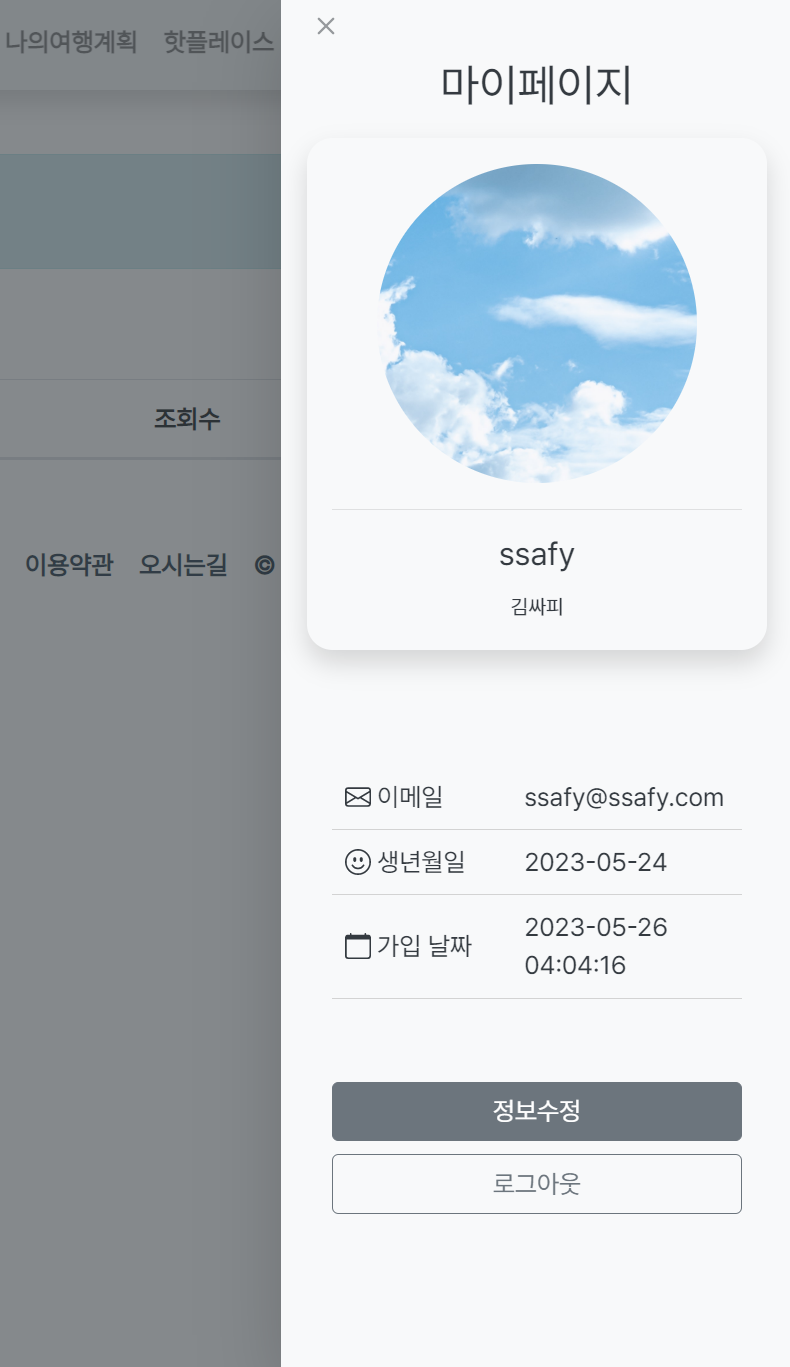 나의여행계획 핫플레이스
조회수
이용약관 오시는길 ©
마이페이지
ssafy
김싸피
이메일 ssafy@ssafy.com
생년월일 2023-05-24
가입 날짜 2023-05-26
04:04:16
정보수정
로그아웃